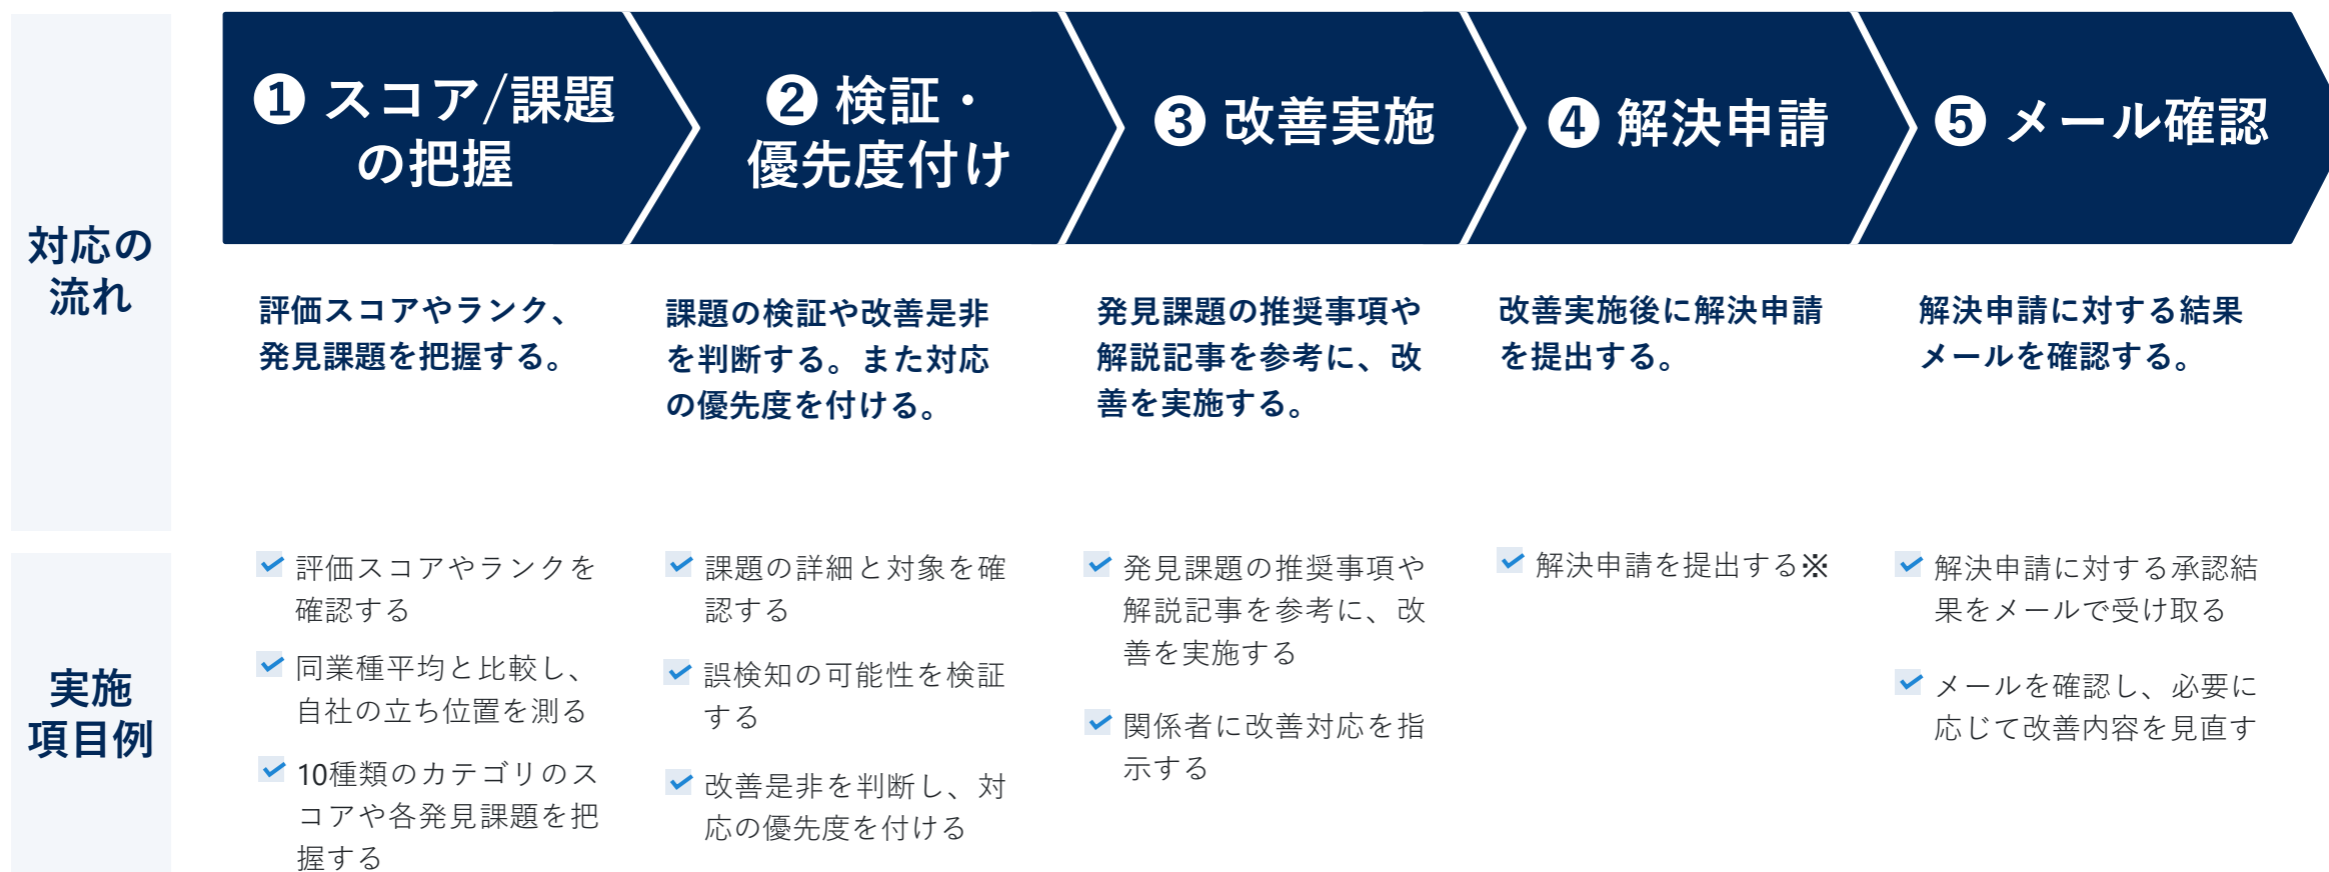 対応の
流れ
❶ スコア/課題
の把握
❷ 検証・
優先度付け
❸ 改善実施
❹ 解決申請
❺ メール確認
評価スコアやランク、
発見課題を把握する。
課題の検証や改善是非
を判断する。また対応
の優先度を付ける。
発見課題の推奨事項や
解説記事を参考に、改
善を実施する。
改善実施後に解決申請
を提出する。
解決申請に対する結果
メールを確認する。
実施
項目例
評価スコアやランクを
確認する
同業種平均と比較し、
自社の立ち位置を測る
10種類のカテゴリのス
コアや各発見課題を把
握する
課題の詳細と対象を確
認する
誤検知の可能性を検証
する
改善是非を判断し、対
応の優先度を付ける
発見課題の推奨事項や
解説記事を参考に、改
善を実施する
関係者に改善対応を指
示する
解決申請を提出する※
解決申請に対する承認結
果をメールで受け取る
メールを確認し、必要に
応じて改善内容を見直す